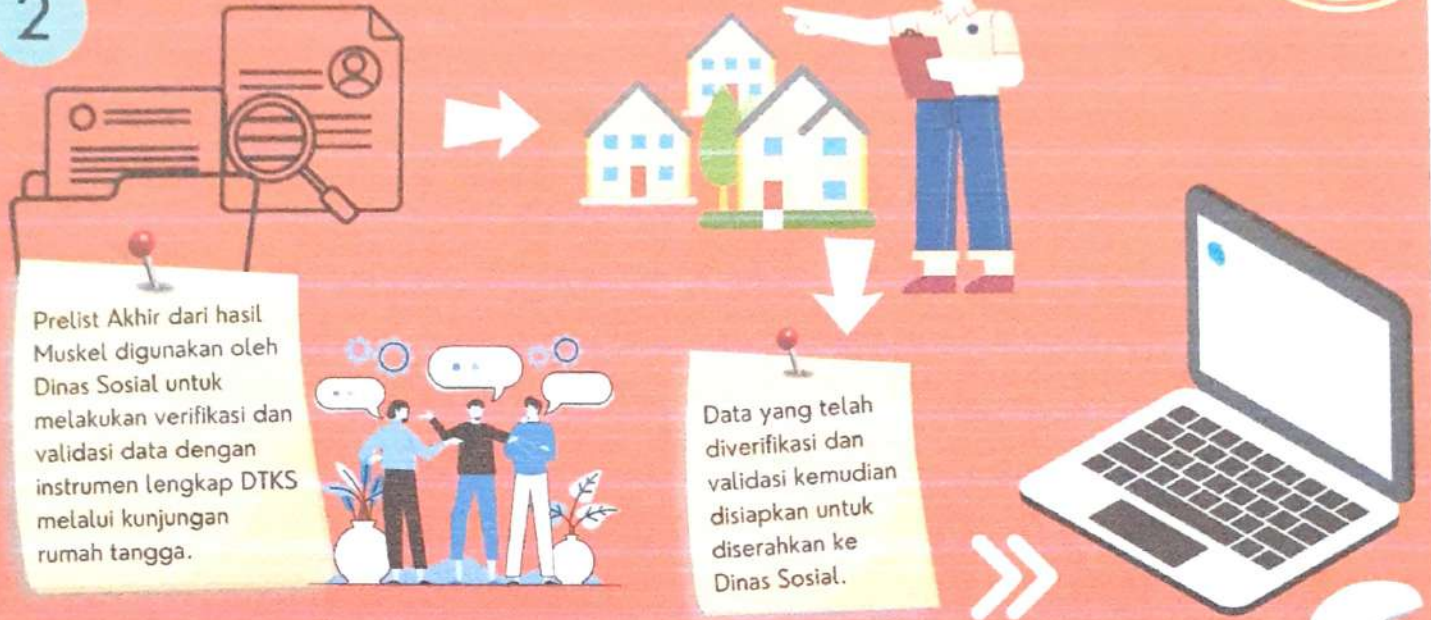 2
Prelist Akhir dari hasil
Muskel digunakan oleh
Dinas Sosial untuk
melakukan verifikasi dan
validasi data dengan
instrumen lengkap DTKS
melalui kunjungan
rumah tangga.
Data yang telah
diverifikasi dan
validasi kemudian
disiapkan untuk
diserahkan ke
Dinas Sosial.